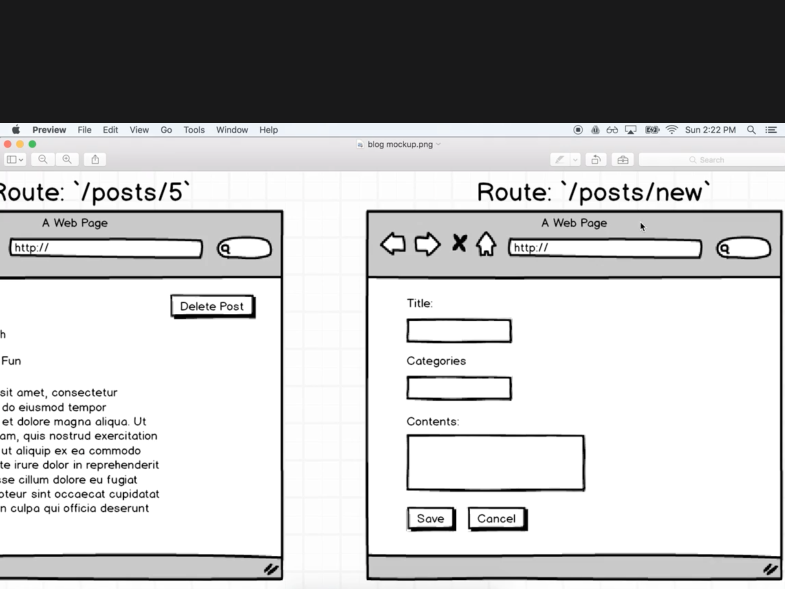 Preview File Edit View Go Tools Window Help Sun 2:22 PM
blog mockup.png
Search
Route: `/posts/5`
A Web Page
http://
Delete Post
h
Fun
sit amet, consectetur
do eiusmod tempor
et dolore magna aliqua. Ut
am, quis nostrud exercitation
ut aliquip ex ea commodo
te irure dolor in reprehenderit
sse cillum dolore eu fugiat
pteur sint occaecat cupidatat
n culpa qui officia deserunt
Route: `/posts/new`
A Web Page
http://
Title:
Categories
Contents:
Save Cancel